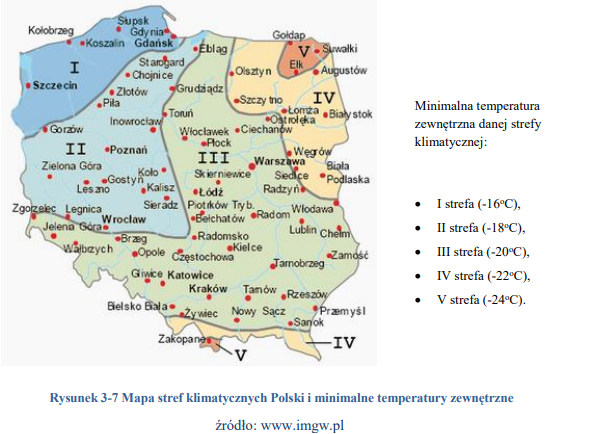 Słupsk
Kołobrzeg
Gdynia
Koszalin
Gdańsk
Elbląg
Gołdap
Suwałki
V
Ełk
Augustów
Starogard
Chojnice
Olsztyn
I
Szczecin
Złotów
Piła
Grudziądz
Szczytno
IV
Łomża
Ostrołęka
Białystok
Gorzów
Inowrocław
Toruń
Włocławek
Ciechanów
Płock
II
Poznań
III
Węgrów
Warszawa
Zielona Góra
Koło
Skierniewice
Siedlce
Biała
Podlaska
Gostyń
Leszno
Kalisz
Łódź
Radzyń
Zgorzelec
Legnica
Sieradz
Piotrków Tryb.
Włodawa
Wrocław
Bełchatów
Radom
Jelena Góra
Lublin
Chełm
Brzeg
Radomsko
Wałbrzych
Opole
Częstochowa
Kielce
Zamość
Tarnobrzeg
Gliwice
Katowice
Kraków
Tarnów
Rzeszów
Bielsko Biała
Żywiec
Nowy Sącz
Przemyśl
Sanok
Zakopane
V
IV
Minimalna temperatura
zewnętrzna danej strefy
klimatycznej:
• I strefa (-16°C),
• II strefa (-18°C),
• III strefa (-20°C),
• IV strefa (-22°C),
• V strefa (-24°C).
Rysunek 3-7 Mapa stref klimatycznych Polski i minimalne temperatury zewnętrzne
źródło: www.imgw.pl